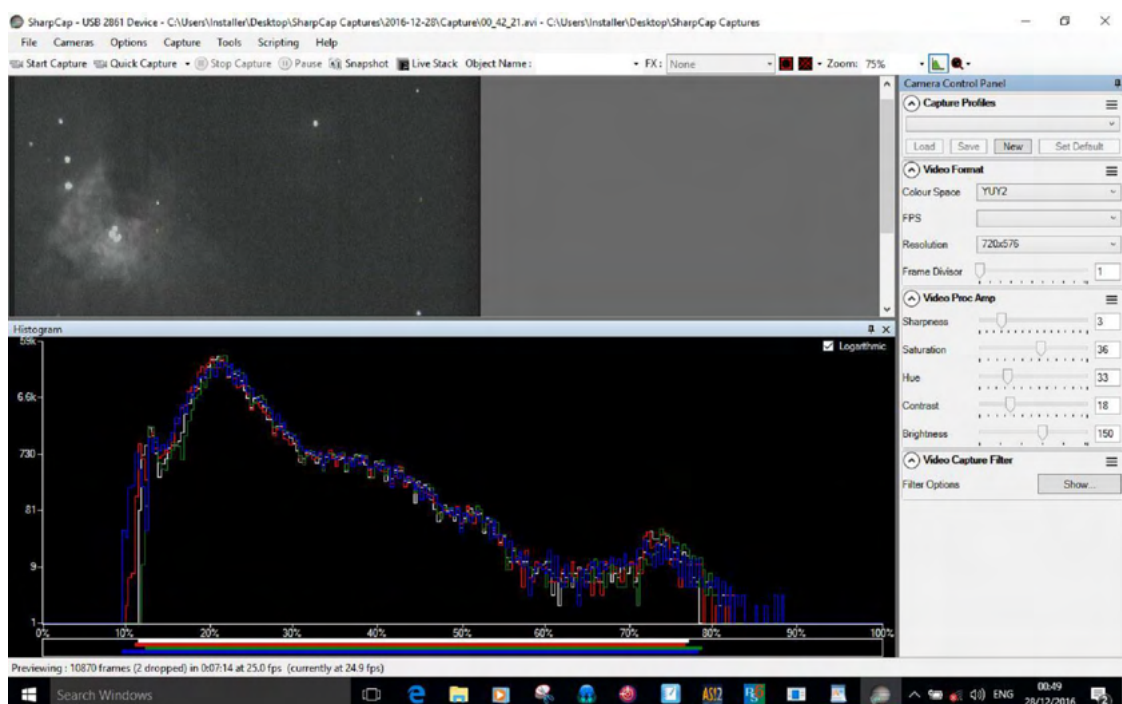 SharpCap - USB 2861 Device - C:\Users\Installer\Desktop\SharpCap Captures\2016-12-28\Capture\00_42_21.avi - C:\Users\Installer\Desktop\SharpCap Captures
File Cameras Options Capture Tools Scripting Help
Start Capture Quick Capture Stop Capture Pause Snapshot Live Stack Object Name: FX: None Zoom: 75%
Camera Control Panel
Capture Profiles
Load Save New Set Default
Video Format
Colour Space YUY2
FPS
Resolution 720x576
Frame Divisor 1
Video Proc Amp
Sharpness 3
Saturation 36
Hue 33
Contrast 18
Brightness 150
Video Capture Filter
Filter Options Show...
Histogram
Logarithmic
59k
6.6k
730
81
9
1
0% 10% 20% 30% 40% 50% 60% 70% 80% 90% 100%
Previewing : 10870 frames (2 dropped) in 0:07:14 at 25.0 fps (currently at 24.9 fps)
Search Windows
AS!2
ENG
00:49
28/12/2016